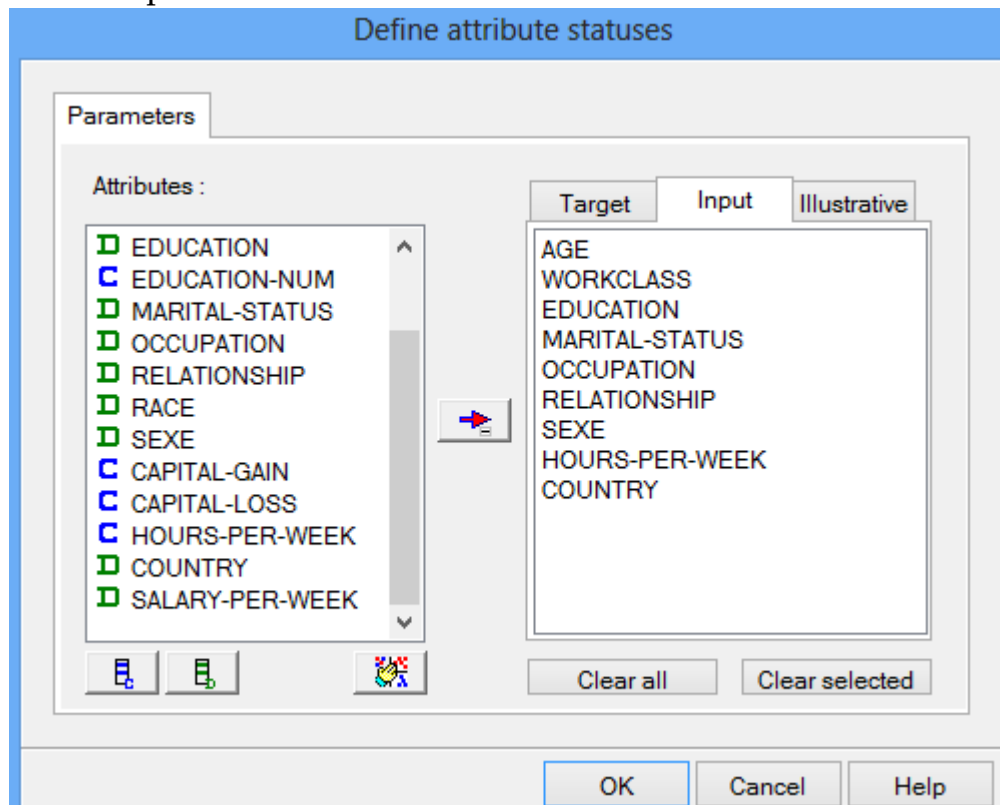 Define attribute statuses
Parameters
Attributes :
D EDUCATION
C EDUCATION-NUM
D MARITAL-STATUS
D OCCUPATION
D RELATIONSHIP
D RACE
D SEXE
C CAPITAL-GAIN
C CAPITAL-LOSS
C HOURS-PER-WEEK
D COUNTRY
D SALARY-PER-WEEK
Target Input Illustrative
AGE
WORKCLASS
EDUCATION
MARITAL-STATUS
OCCUPATION
RELATIONSHIP
SEXE
HOURS-PER-WEEK
COUNTRY
Clear all Clear selected
OK Cancel Help